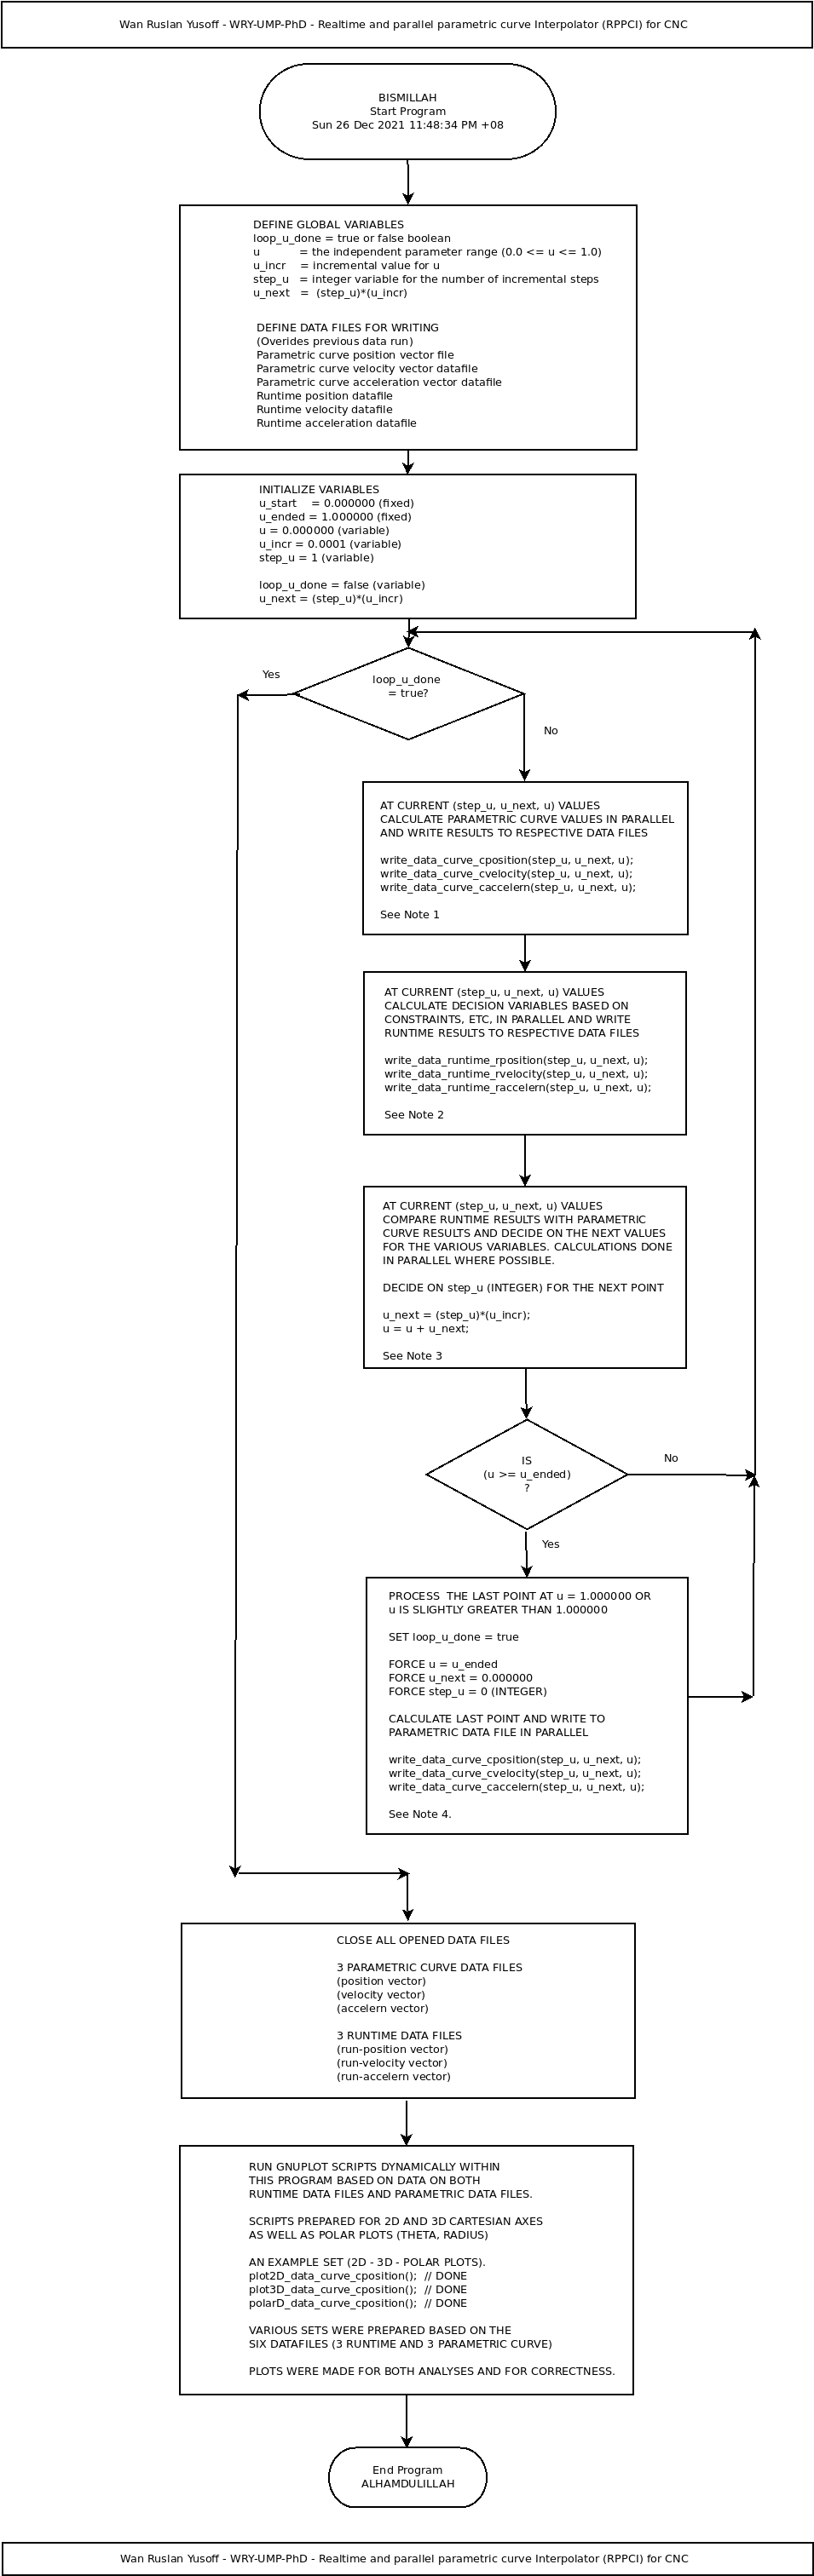 Wan Ruslan Yusoff - WRY-UMP-PhD - Realtime and parallel parametric curve Interpolator (RPPCI) for CNC
BISMILLAH
Start Program
Sun 26 Dec 2021 11:48:34 PM +08
DEFINE GLOBAL VARIABLES
loop_u_done = true or false boolean
u = the independent parameter range (0.0 <= u <= 1.0)
u_incr = incremental value for u
step_u = integer variable for the number of incremental steps
u_next = (step_u)*(u_incr)
DEFINE DATA FILES FOR WRITING
(Overides previous data run)
Parametric curve position vector file
Parametric curve velocity vector datafile
Parametric curve acceleration vector datafile
Runtime position datafile
Runtime velocity datafile
Runtime acceleration datafile
INITIALIZE VARIABLES
u_start = 0.000000 (fixed)
u_ended = 1.000000 (fixed)
u = 0.000000 (variable)
u_incr = 0.0001 (variable)
step_u = 1 (variable)
loop_u_done = false (variable)
u_next = (step_u)*(u_incr)
Yes
loop_u_done
= true?
No
AT CURRENT (step_u, u_next, u) VALUES
CALCULATE PARAMETRIC CURVE VALUES IN PARALLEL
AND WRITE RESULTS TO RESPECTIVE DATA FILES
write_data_curve_cposition(step_u, u_next, u);
write_data_curve_cvelocity(step_u, u_next, u);
write_data_curve_caccelern(step_u, u_next, u);
See Note 1
AT CURRENT (step_u, u_next, u) VALUES
CALCULATE DECISION VARIABLES BASED ON
CONSTRAINTS, ETC, IN PARALLEL AND WRITE
RUNTIME RESULTS TO RESPECTIVE DATA FILES
write_data_runtime_rposition(step_u, u_next, u);
write_data_runtime_rvelocity(step_u, u_next, u);
write_data_runtime_raccelern(step_u, u_next, u);
See Note 2
AT CURRENT (step_u, u_next, u) VALUES
COMPARE RUNTIME RESULTS WITH PARAMETRIC
CURVE RESULTS AND DECIDE ON THE NEXT VALUES
FOR THE VARIOUS VARIABLES. CALCULATIONS DONE
IN PARALLEL WHERE POSSIBLE.
DECIDE ON step_u (INTEGER) FOR THE NEXT POINT
u_next = (step_u)*(u_incr);
u = u + u_next;
See Note 3
IS
(u >= u_ended)
?
No
Yes
PROCESS THE LAST POINT AT u = 1.000000 OR
u IS SLIGHTLY GREATER THAN 1.000000
SET loop_u_done = true
FORCE u = u_ended
FORCE u_next = 0.000000
FORCE step_u = 0 (INTEGER)
CALCULATE LAST POINT AND WRITE TO
PARAMETRIC DATA FILE IN PARALLEL
write_data_curve_cposition(step_u, u_next, u);
write_data_curve_cvelocity(step_u, u_next, u);
write_data_curve_caccelern(step_u, u_next, u);
See Note 4.
CLOSE ALL OPENED DATA FILES
3 PARAMETRIC CURVE DATA FILES
(position vector)
(velocity vector)
(accelern vector)
3 RUNTIME DATA FILES
(run-position vector)
(run-velocity vector)
(run-accelern vector)
RUN GNUPLOT SCRIPTS DYNAMICALLY WITHIN
THIS PROGRAM BASED ON DATA ON BOTH
RUNTIME DATA FILES AND PARAMETRIC DATA FILES.
SCRIPTS PREPARED FOR 2D AND 3D CARTESIAN AXES
AS WELL AS POLAR PLOTS (THETA, RADIUS)
AN EXAMPLE SET (2D - 3D - POLAR PLOTS).
plot2D_data_curve_cposition(); // DONE
plot3D_data_curve_cposition(); // DONE
polarD_data_curve_cposition(); // DONE
VARIOUS SETS WERE PREPARED BASED ON THE
SIX DATAFILES (3 RUNTIME AND 3 PARAMETRIC CURVE)
PLOTS WERE MADE FOR BOTH ANALYSES AND FOR CORRECTNESS.
End Program
ALHAMDULILLAH
Wan Ruslan Yusoff - WRY-UMP-PhD - Realtime and parallel parametric curve Interpolator (RPPCI) for CNC